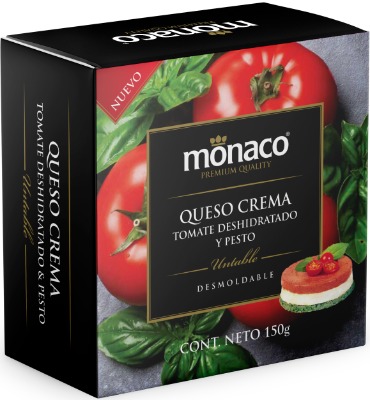 monaco
NUEVO
monaco
PREMIUM QUALITY
QUESO CREMA
TOMATE DESHIDRATADO
Y PESTO
Untable
DESMOLDABLE
CONT. NETO 150g
QUESO CREMA
TOMATE DESHIDRATADO & PESTO
Untable